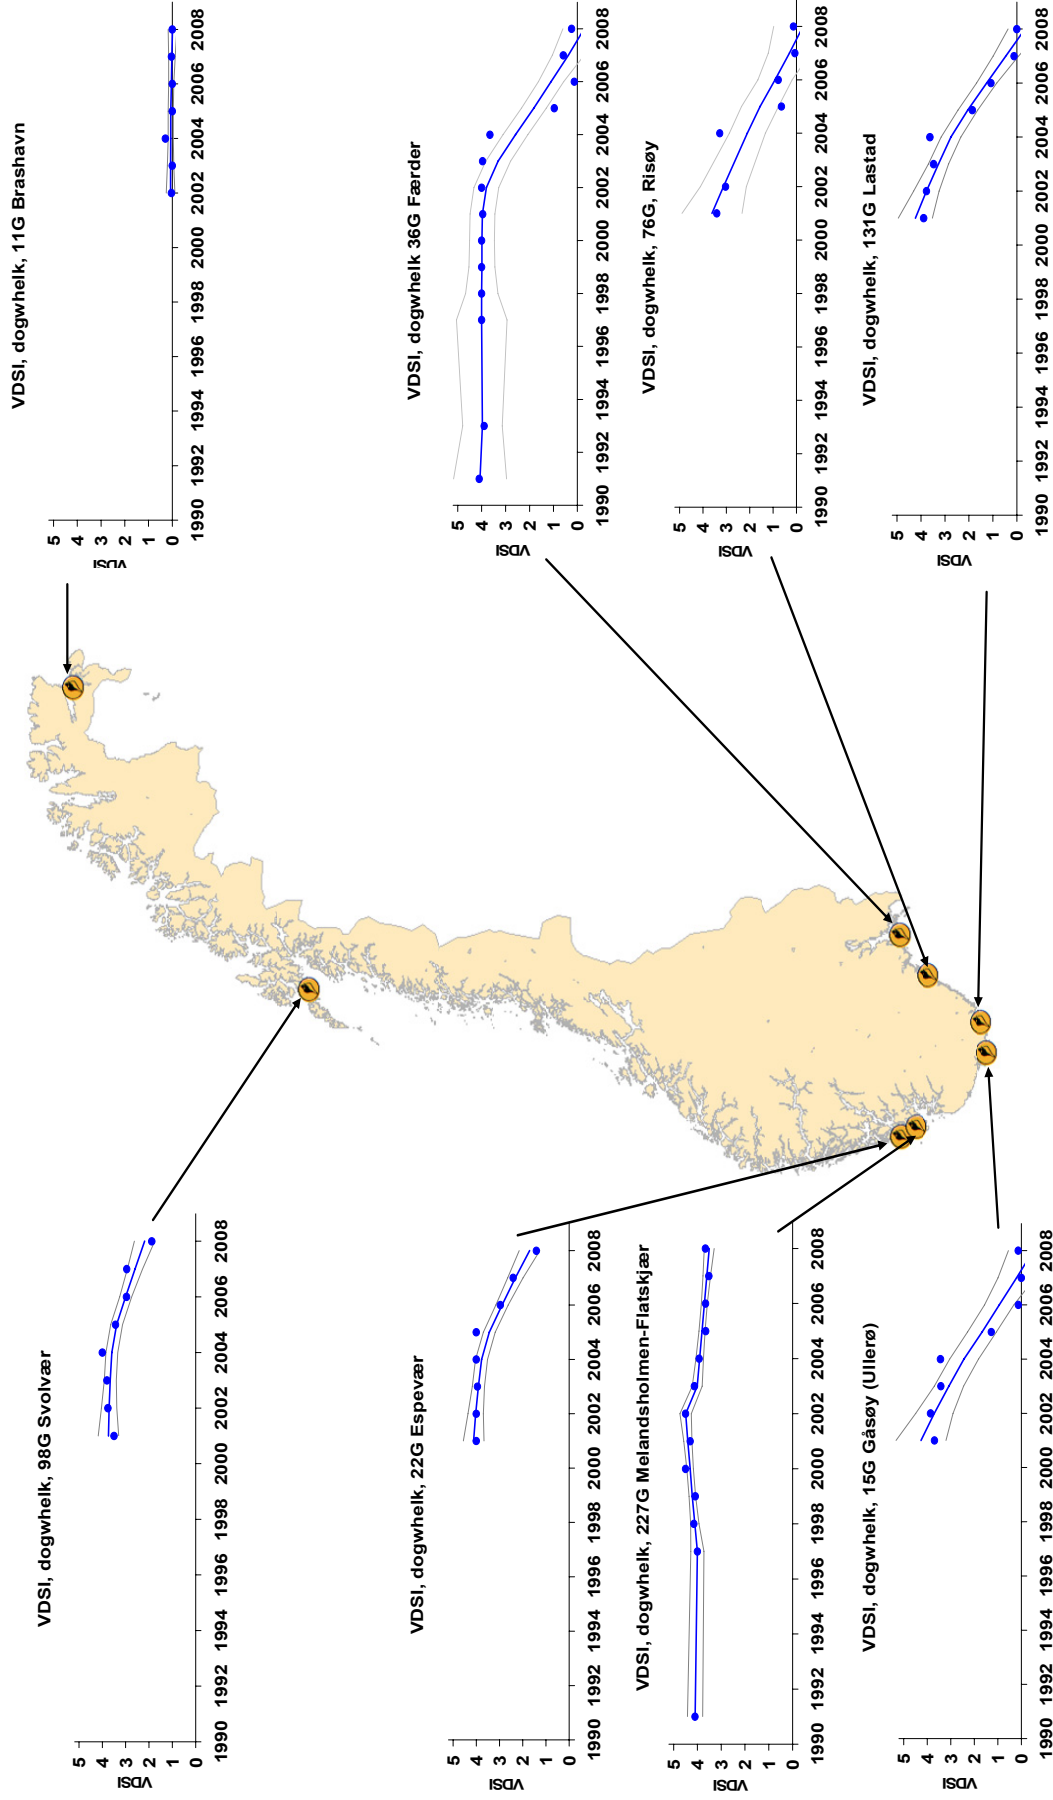 VDSI, dogwhelk, 98G Svolvær
VDSI
5
4
3
2
1
0
1990 1992 1994 1996 1998 2000 2002 2004 2006 2008
VDSI, dogwhelk, 22G Espevær
VDSI
5
4
3
2
1
0
1990 1992 1994 1996 1998 2000 2002 2004 2006 2008
VDSI, dogwhelk, 227G Melandsholmen-Flatskjær
VDSI
5
4
3
2
1
0
1990 1992 1994 1996 1998 2000 2002 2004 2006 2008
VDSI, dogwhelk, 15G Gåsøy (Ullerø)
VDSI
5
4
3
2
1
0
1990 1992 1994 1996 1998 2000 2002 2004 2006 2008
VDSI, dogwhelk, 11G Brashavn
VDSI
5
4
3
2
1
0
1990 1992 1994 1996 1998 2000 2002 2004 2006 2008
VDSI, dogwhelk 36G Færder
VDSI
5
4
3
2
1
0
1990 1992 1994 1996 1998 2000 2002 2004 2006 2008
VDSI, dogwhelk, 76G, Risøy
VDSI
5
4
3
2
1
0
1990 1992 1994 1996 1998 2000 2002 2004 2006 2008
VDSI, dogwhelk, 131G Lastad
VDSI
5
4
3
2
1
0
1990 1992 1994 1996 1998 2000 2002 2004 2006 2008